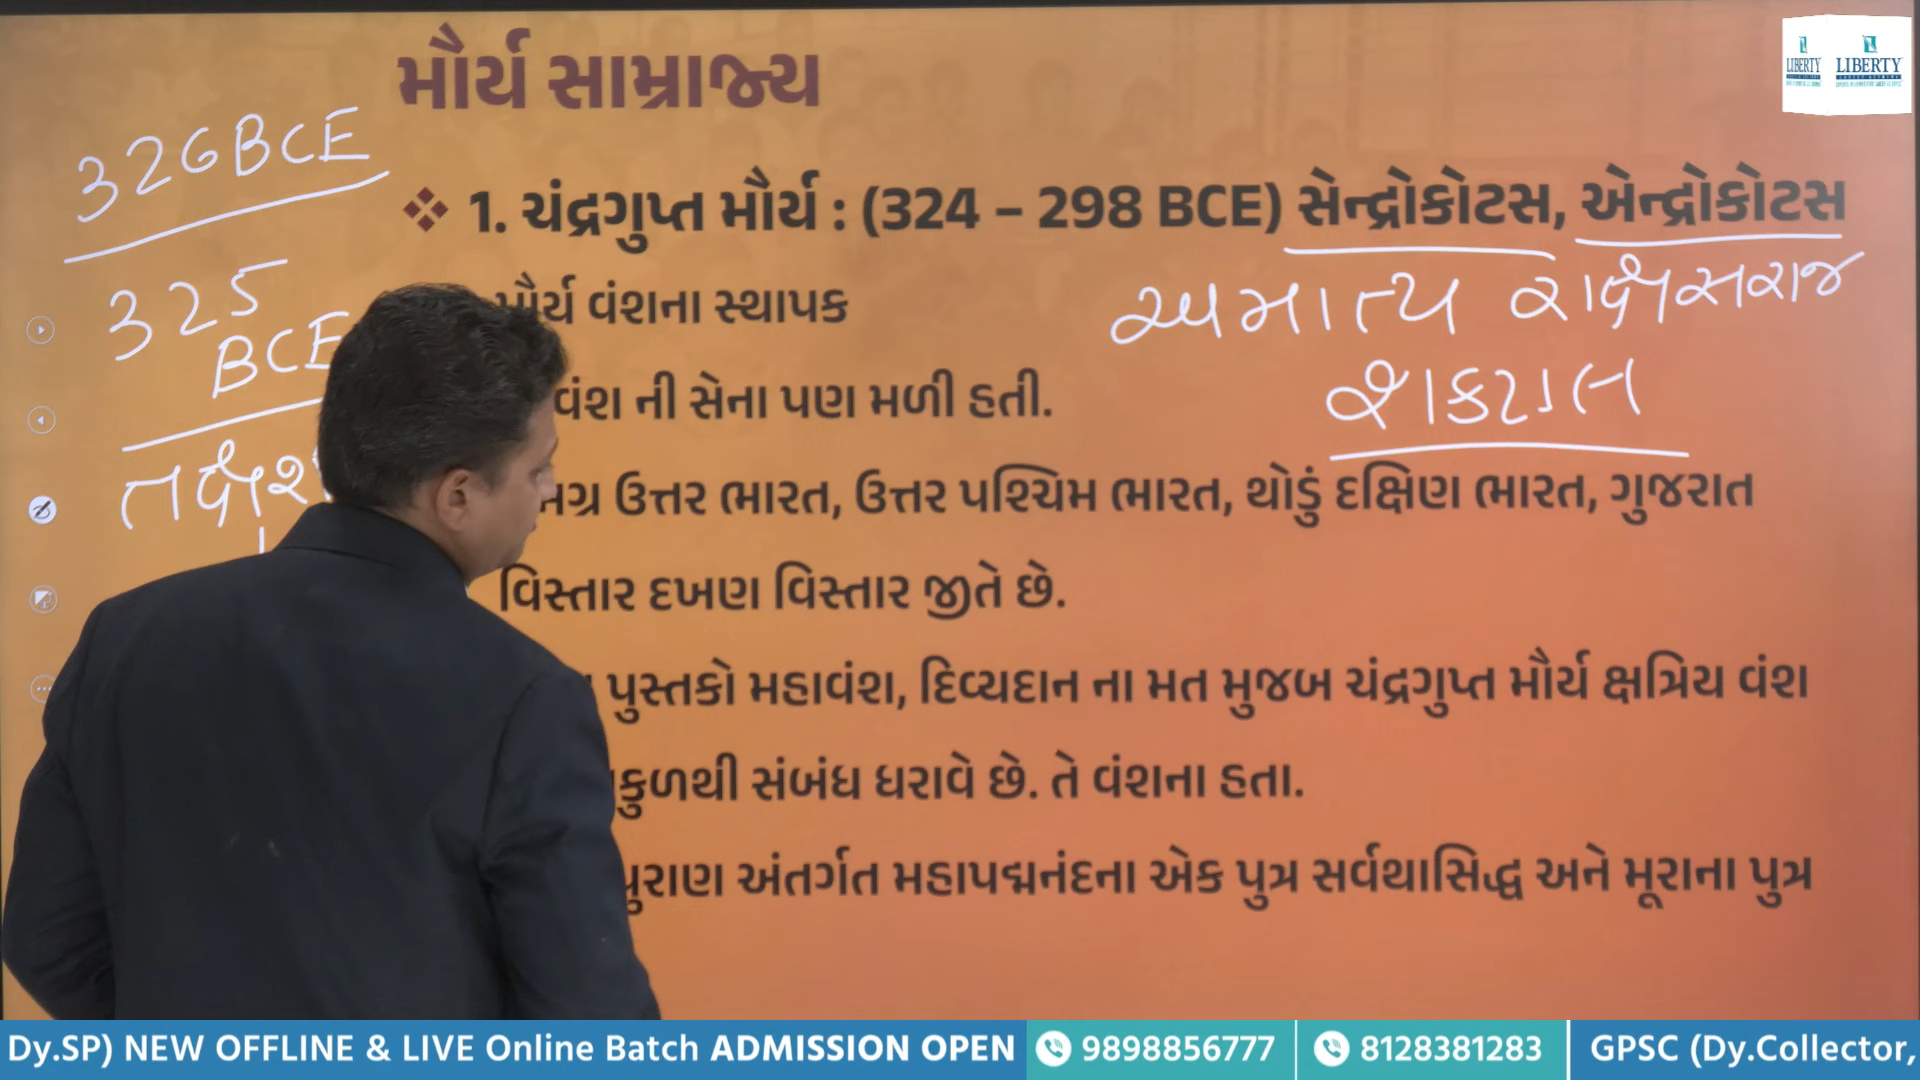 મૌર્ય સામ્રાજ્ય
326 BCE
1. ચંદ્રગુપ્ત મૌર્ય : (324 – 298 BCE) સેન્દ્રોકોટસ, એન્દ્રોકોટસ
325
BCE
અમાત્ય રાક્ષસરાજ
શકટાલ
વંશના સ્થાપક
વંશ ની સેના પણ મળી હતી.
ઉત્તર ભારત, ઉત્તર પશ્ચિમ ભારત, થોડું દક્ષિણ ભારત, ગુજરાત
વિસ્તાર દખણ વિસ્તાર જીતે છે.
પુસ્તકો મહાવંશ, દિવ્યદાન ના મત મુજબ ચંદ્રગુપ્ત મૌર્ય ક્ષત્રિય વંશ
કુળથી સંબંધ ધરાવે છે. તે વંશના હતા.
પુરાણ અંતર્ગત મહાપદ્મનંદના એક પુત્ર સર્વથાસિદ્ધ અને મૂરાના પુત્ર
LIBERTY LIBERTY
Dy.SP) NEW OFFLINE & LIVE Online Batch ADMISSION OPEN 9898856777 8128381283 GPSC (Dy.Collector,